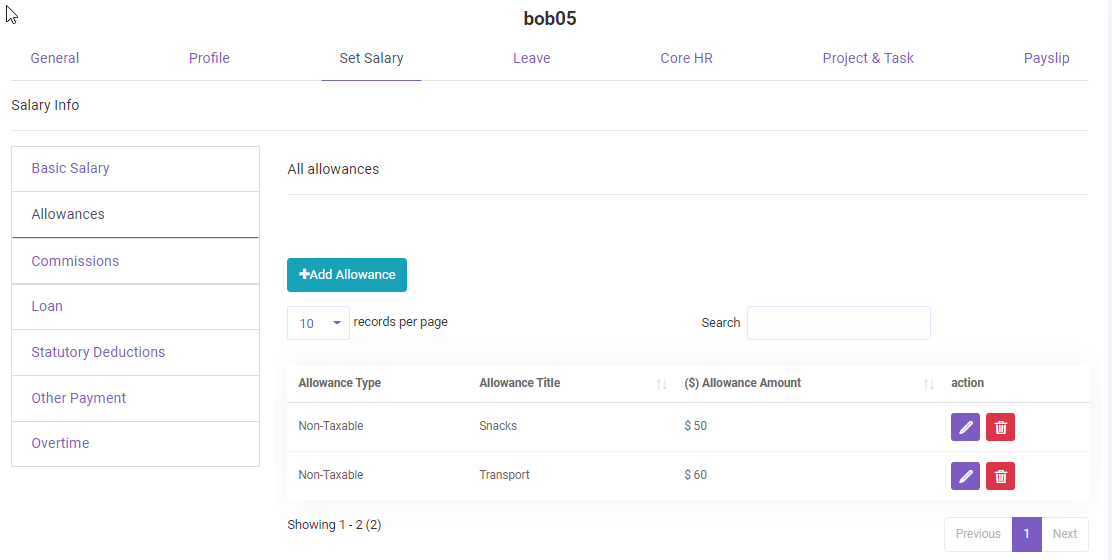 bob05
General Profile Set Salary Leave Core HR Project & Task Payslip
Salary Info
Basic Salary
Allowances
Commissions
Loan
Statutory Deductions
Other Payment
Overtime
All allowances
+Add Allowance
10 records per page Search
Allowance Type Allowance Title ($) Allowance Amount action
Non-Taxable Snacks $ 50
Non-Taxable Transport $ 60
Showing 1 - 2 (2)
Previous 1 Next